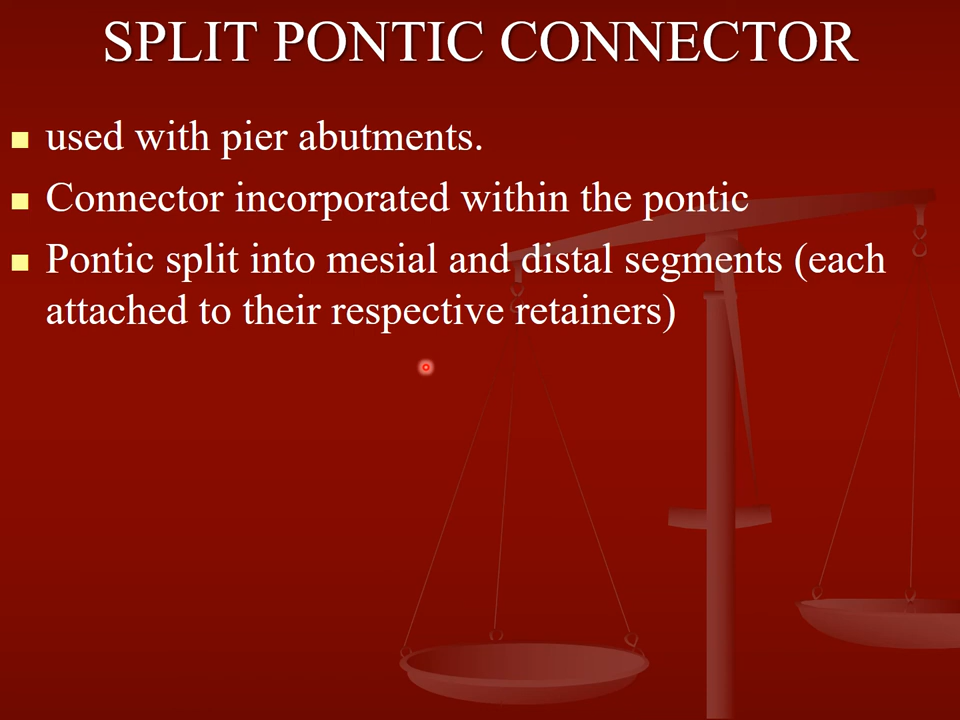 SPLIT PONTIC CONNECTOR
used with pier abutments.
Connector incorporated within the pontic
Pontic split into mesial and distal segments (each
attached to their respective retainers)